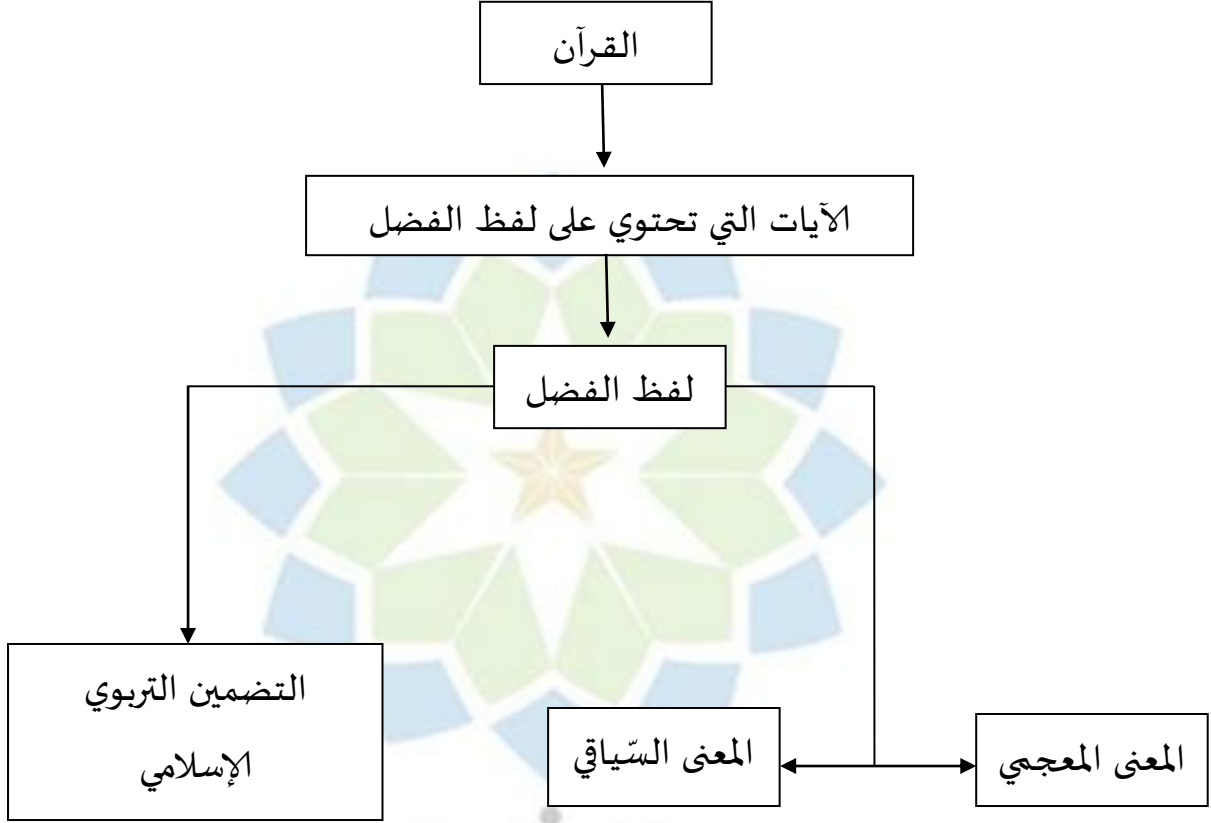 القرآن
الآيات التي تحتوي على لفظ الفضل
لفظ الفضل
المعنى المعجمي
المعنى السّياقي
التضمين التربوي
الإسلامي